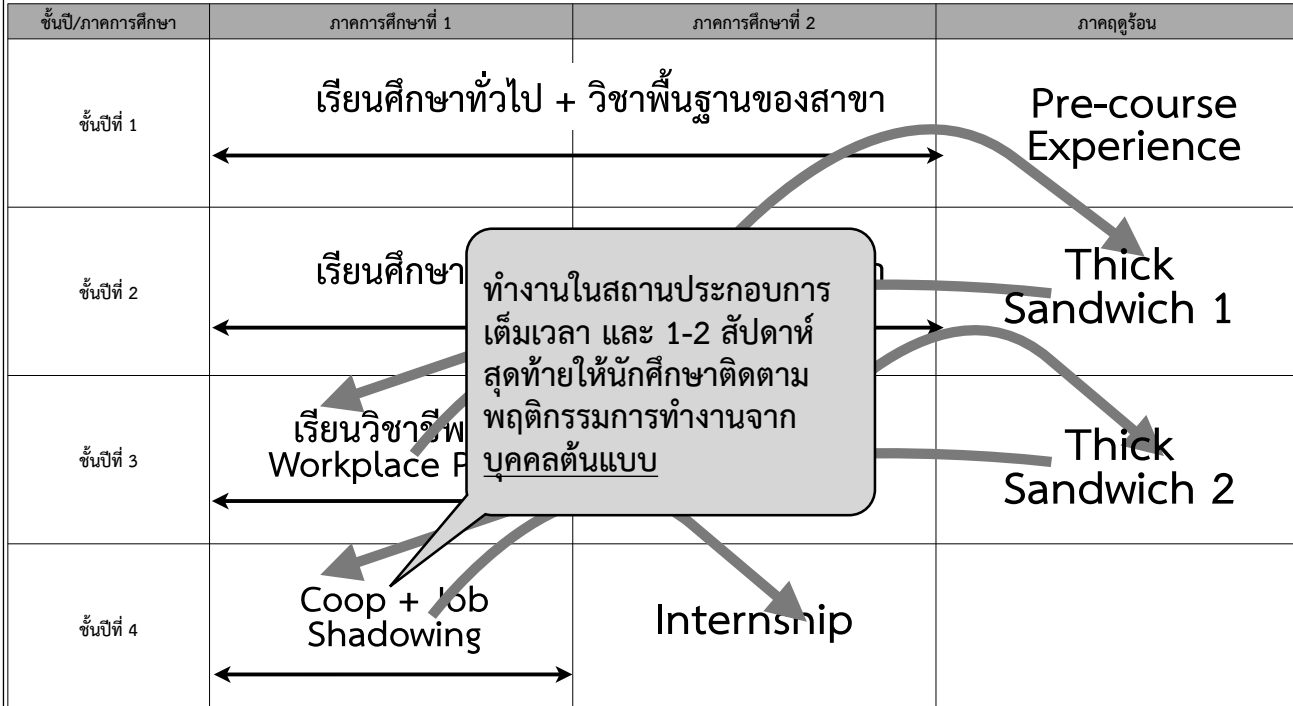 ชั้นปี/ภาคการศึกษา
ภาคการศึกษาที่ 1
ภาคการศึกษาที่ 2
ภาคฤดูร้อน
ชั้นปีที่ 1
เรียนศึกษาทั่วไป + วิชาพื้นฐานของสาขา
Pre-course
Experience
ชั้นปีที่ 2
เรียนศึกษา
Thick
Sandwich 1
ทำงานในสถานประกอบการ
เต็มเวลา และ 1-2 สัปดาห์
สุดท้ายให้นักศึกษาติดตาม
พฤติกรรมการทำงานจาก
บุคคลต้นแบบ
ชั้นปีที่ 3
เรียนวิชาชีพ
Workplace P
Thick
Sandwich 2
ชั้นปีที่ 4
Coop + Job
Shadowing
Internship